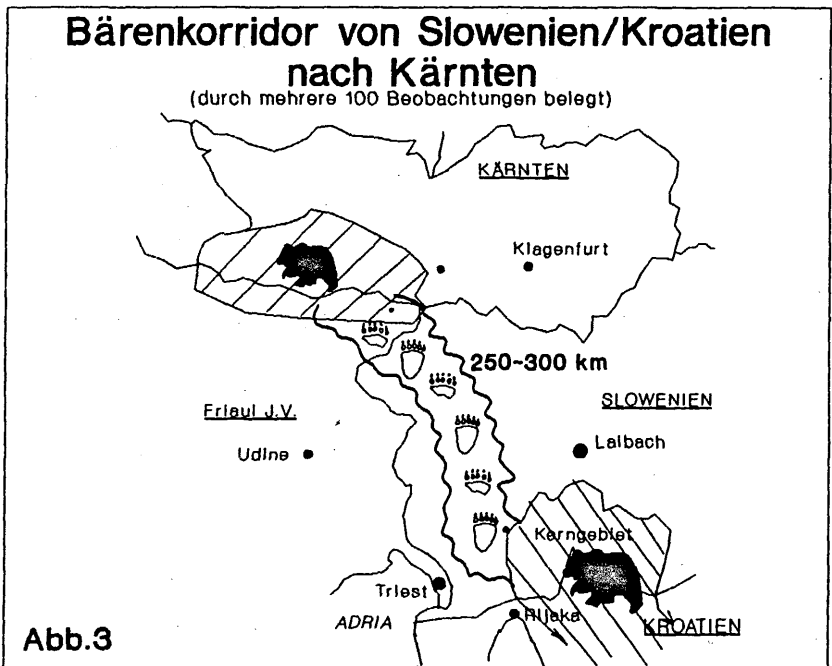 Bärenkorridor von Slowenien/Kroatien
nach Kärnten
(durch mehrere 100 Beobachtungen belegt)
KÄRNTEN
Klagenfurt
250-300 km
Friaul J.V.
SLOWENIEN
Udine
Laibach
Kerngebiet
Triest
ADRIA
Rijeka
KROATIEN
Abb.3